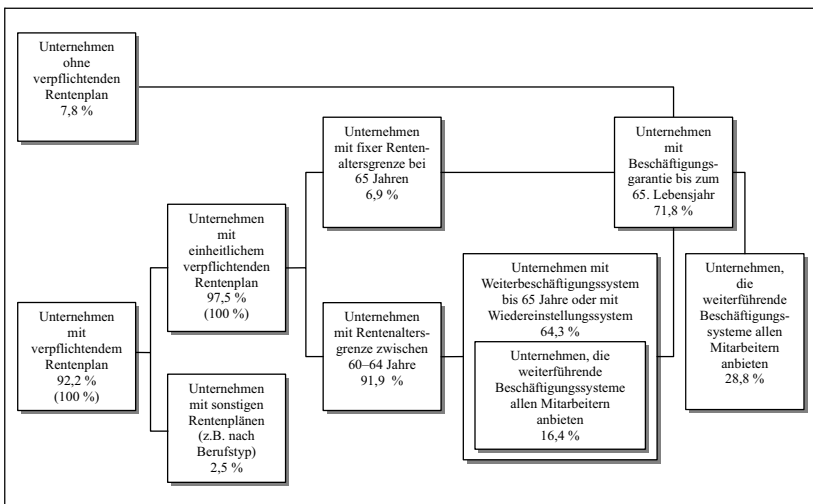 Unternehmen
ohne
verpflichtenden
Rentenplan
7,8 %
Unternehmen
mit
verpflichtendem
Rentenplan
92,2 %
(100 %)
Unternehmen
mit
einheitlichem
verpflichtenden
Rentenplan
97,5 %
(100 %)
Unternehmen
mit sonstigen
Rentenplänen
(z.B. nach
Berufstyp)
2,5 %
Unternehmen
mit fixer Renten-
altersgrenze bei
65 Jahren
6,9 %
Unternehmen
mit Rentenalters-
grenze zwischen
60–64 Jahre
91,9 %
Unternehmen mit
Weiterbeschäftigungssystem
bis 65 Jahre oder mit
Wiedereinstellungssystem
64,3 %
Unternehmen, die
weiterführende
Beschäftigungssysteme
allen Mitarbeitern
anbieten
16,4 %
Unternehmen
mit
Beschäftigungs-
garantie bis zum
65. Lebensjahr
71,8 %
Unternehmen,
die
weiterführende
Beschäftigungs-
systeme allen
Mitarbeitern
anbieten
28,8 %